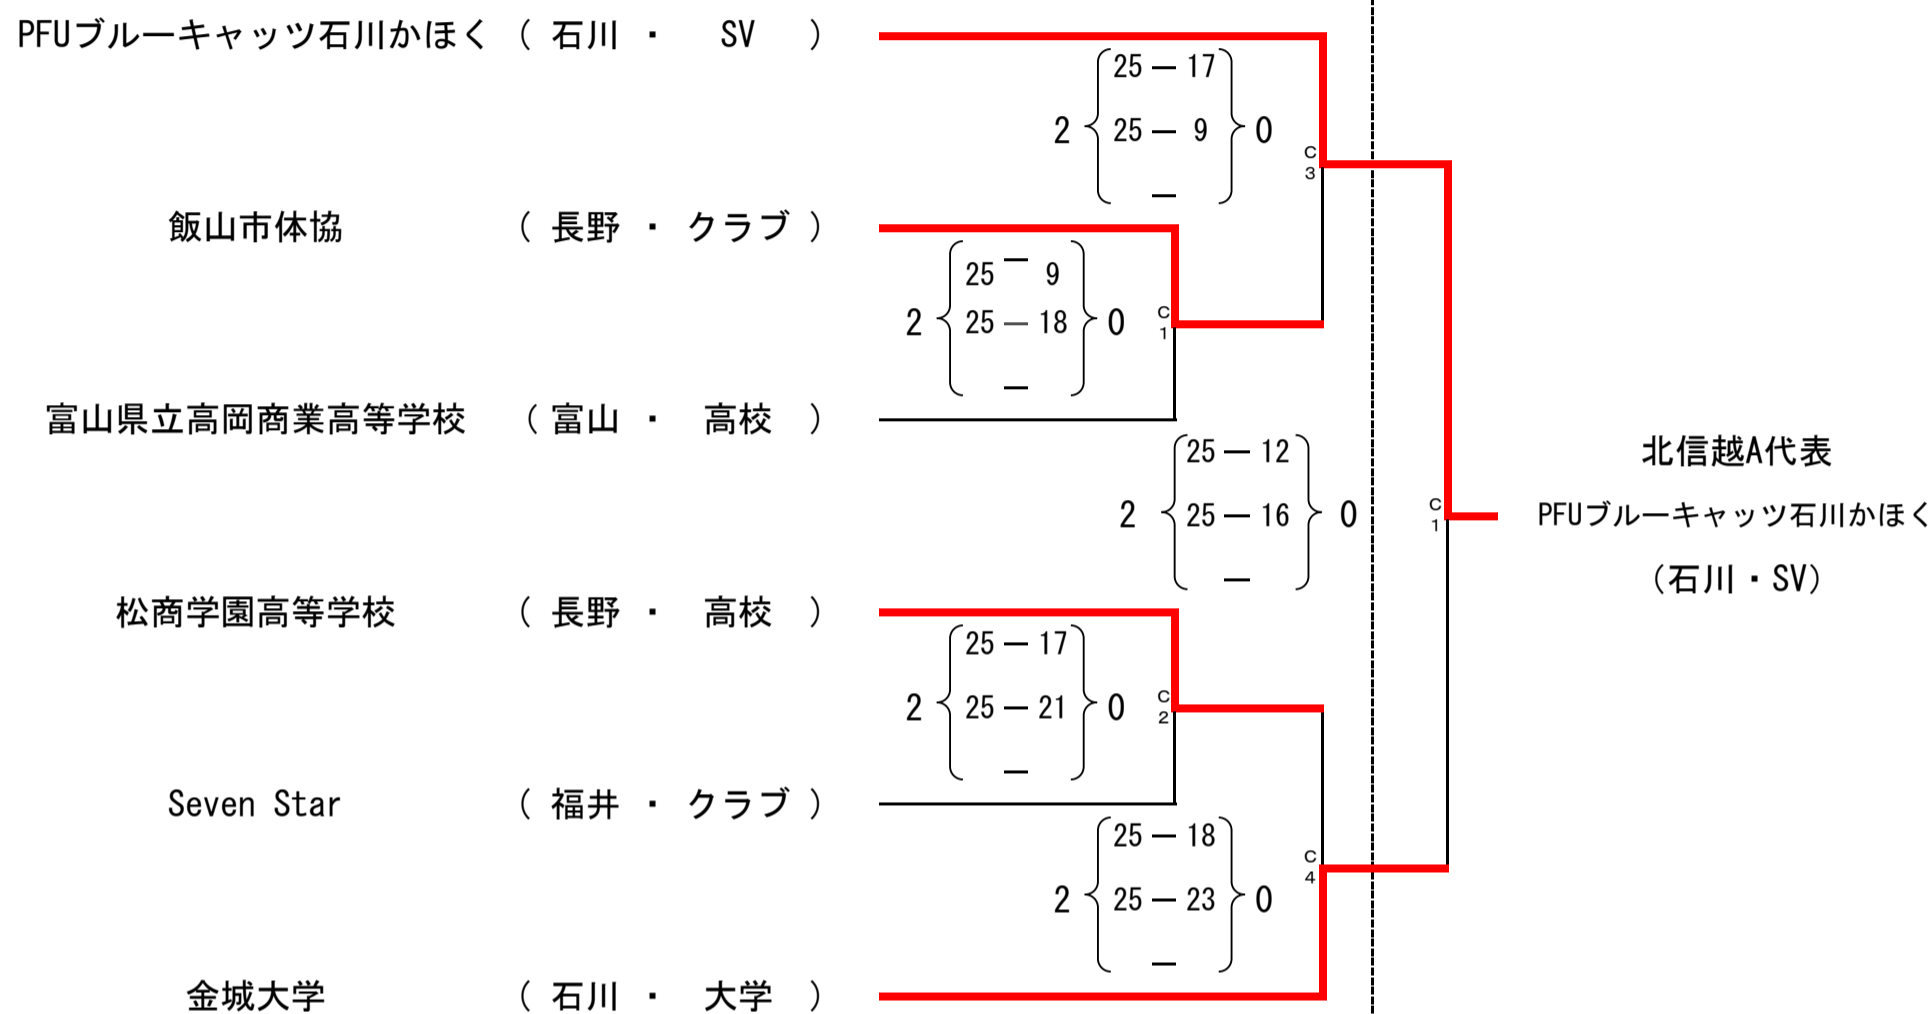 PFUブルーキャッツ石川かほく ( 石川 ・ SV )
25 — 17
2 25 — 9 0
—
C3
飯山市体協 ( 長野 ・ クラブ )
25 — 9
2 25 — 18 0
—
C1
富山県立高岡商業高等学校 ( 富山 ・ 高校 )
25 — 12
2 25 — 16 0
—
C1
北信越A代表
PFUブルーキャッツ石川かほく
(石川・SV)
松商学園高等学校 ( 長野 ・ 高校 )
25 — 17
2 25 — 21 0
—
C2
Seven Star ( 福井 ・ クラブ )
25 — 18
2 25 — 23 0
—
C4
金城大学 ( 石川 ・ 大学 )